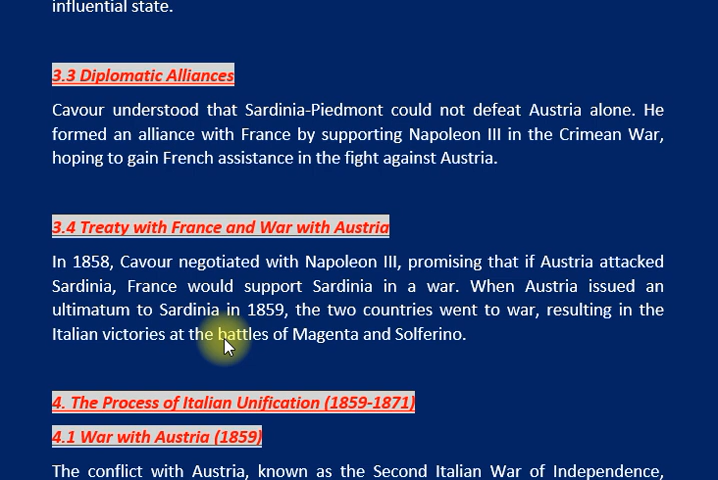 influential state.
3.3 Diplomatic Alliances
Cavour understood that Sardinia-Piedmont could not defeat Austria alone. He
formed an alliance with France by supporting Napoleon III in the Crimean War,
hoping to gain French assistance in the fight against Austria.
3.4 Treaty with France and War with Austria
In 1858, Cavour negotiated with Napoleon III, promising that if Austria attacked
Sardinia, France would support Sardinia in a war. When Austria issued an
ultimatum to Sardinia in 1859, the two countries went to war, resulting in the
Italian victories at the battles of Magenta and Solferino.
4. The Process of Italian Unification (1859-1871)
4.1 War with Austria (1859)
The conflict with Austria, known as the Second Italian War of Independence,